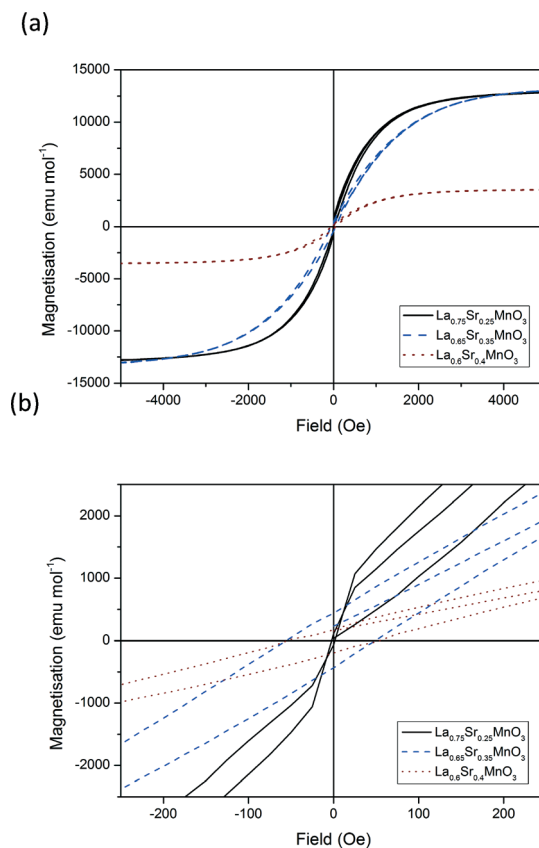 (a)
15000
10000
5000
0
-5000
-10000
-15000
Magnetisation (emu mol⁻¹)
La₀.₇₅Sr₀.₂₅MnO₃
La₀.₆₅Sr₀.₃₅MnO₃
La₀.₆Sr₀.₄MnO₃
-4000 -2000 0 2000 4000
Field (Oe)
(b)
2000
1000
0
-1000
-2000
Magnetisation (emu mol⁻¹)
La₀.₇₅Sr₀.₂₅MnO₃
La₀.₆₅Sr₀.₃₅MnO₃
La₀.₆Sr₀.₄MnO₃
-200 -100 0 100 200
Field (Oe)